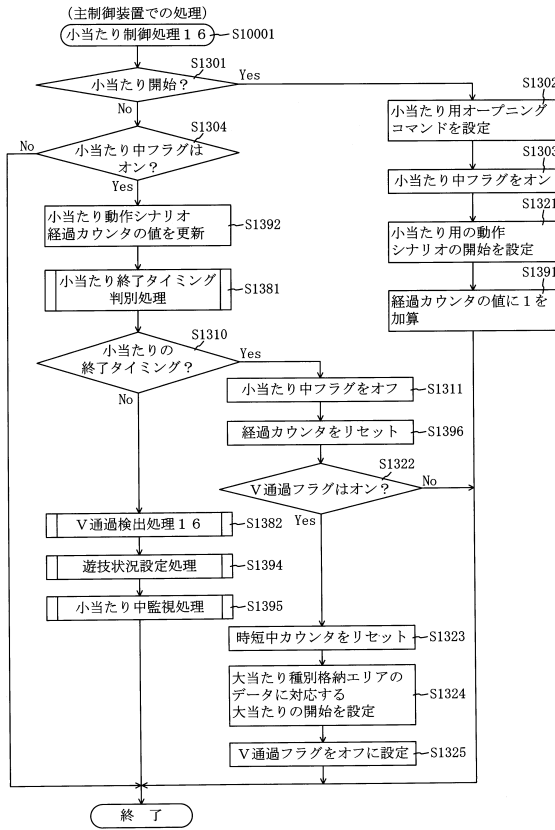 (主制御装置での処理)
小当たり制御処理16
S10001
S1301
小当たり開始?
Yes
No
S1302
小当たり用オープニング
コマンドを設定
S1303
小当たり中フラグをオン
S1321
小当たり用の動作
シナリオの開始を設定
S1391
経過カウンタの値に1を
加算
S1304
No
小当たり中フラグは
オン?
Yes
小当たり動作シナリオ
経過カウンタの値を更新
S1392
小当たり終了タイミング
判別処理
S1381
S1310
小当たりの
終了タイミング?
Yes
No
小当たり中フラグをオフ
S1311
経過カウンタをリセット
S1396
S1322
V通過フラグはオン?
No
Yes
V通過検出処理16
S1382
遊技状況設定処理
S1394
小当たり中監視処理
S1395
時短中カウンタをリセット
S1323
大当たり種別格納エリアの
データに対応する
大当たりの開始を設定
S1324
V通過フラグをオフに設定
S1325
終了